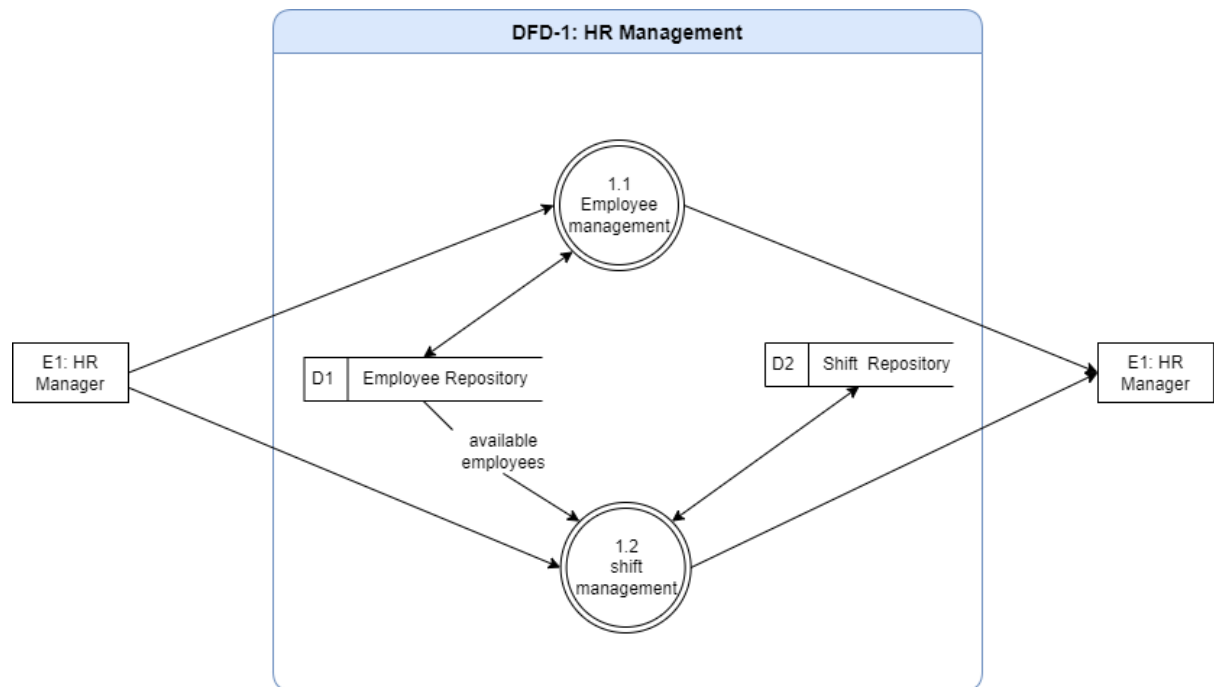 DFD-1: HR Management
1.1
Employee
management
E1: HR
Manager
D1
Employee Repository
D2
Shift Repository
E1: HR
Manager
available
employees
1.2
shift
management